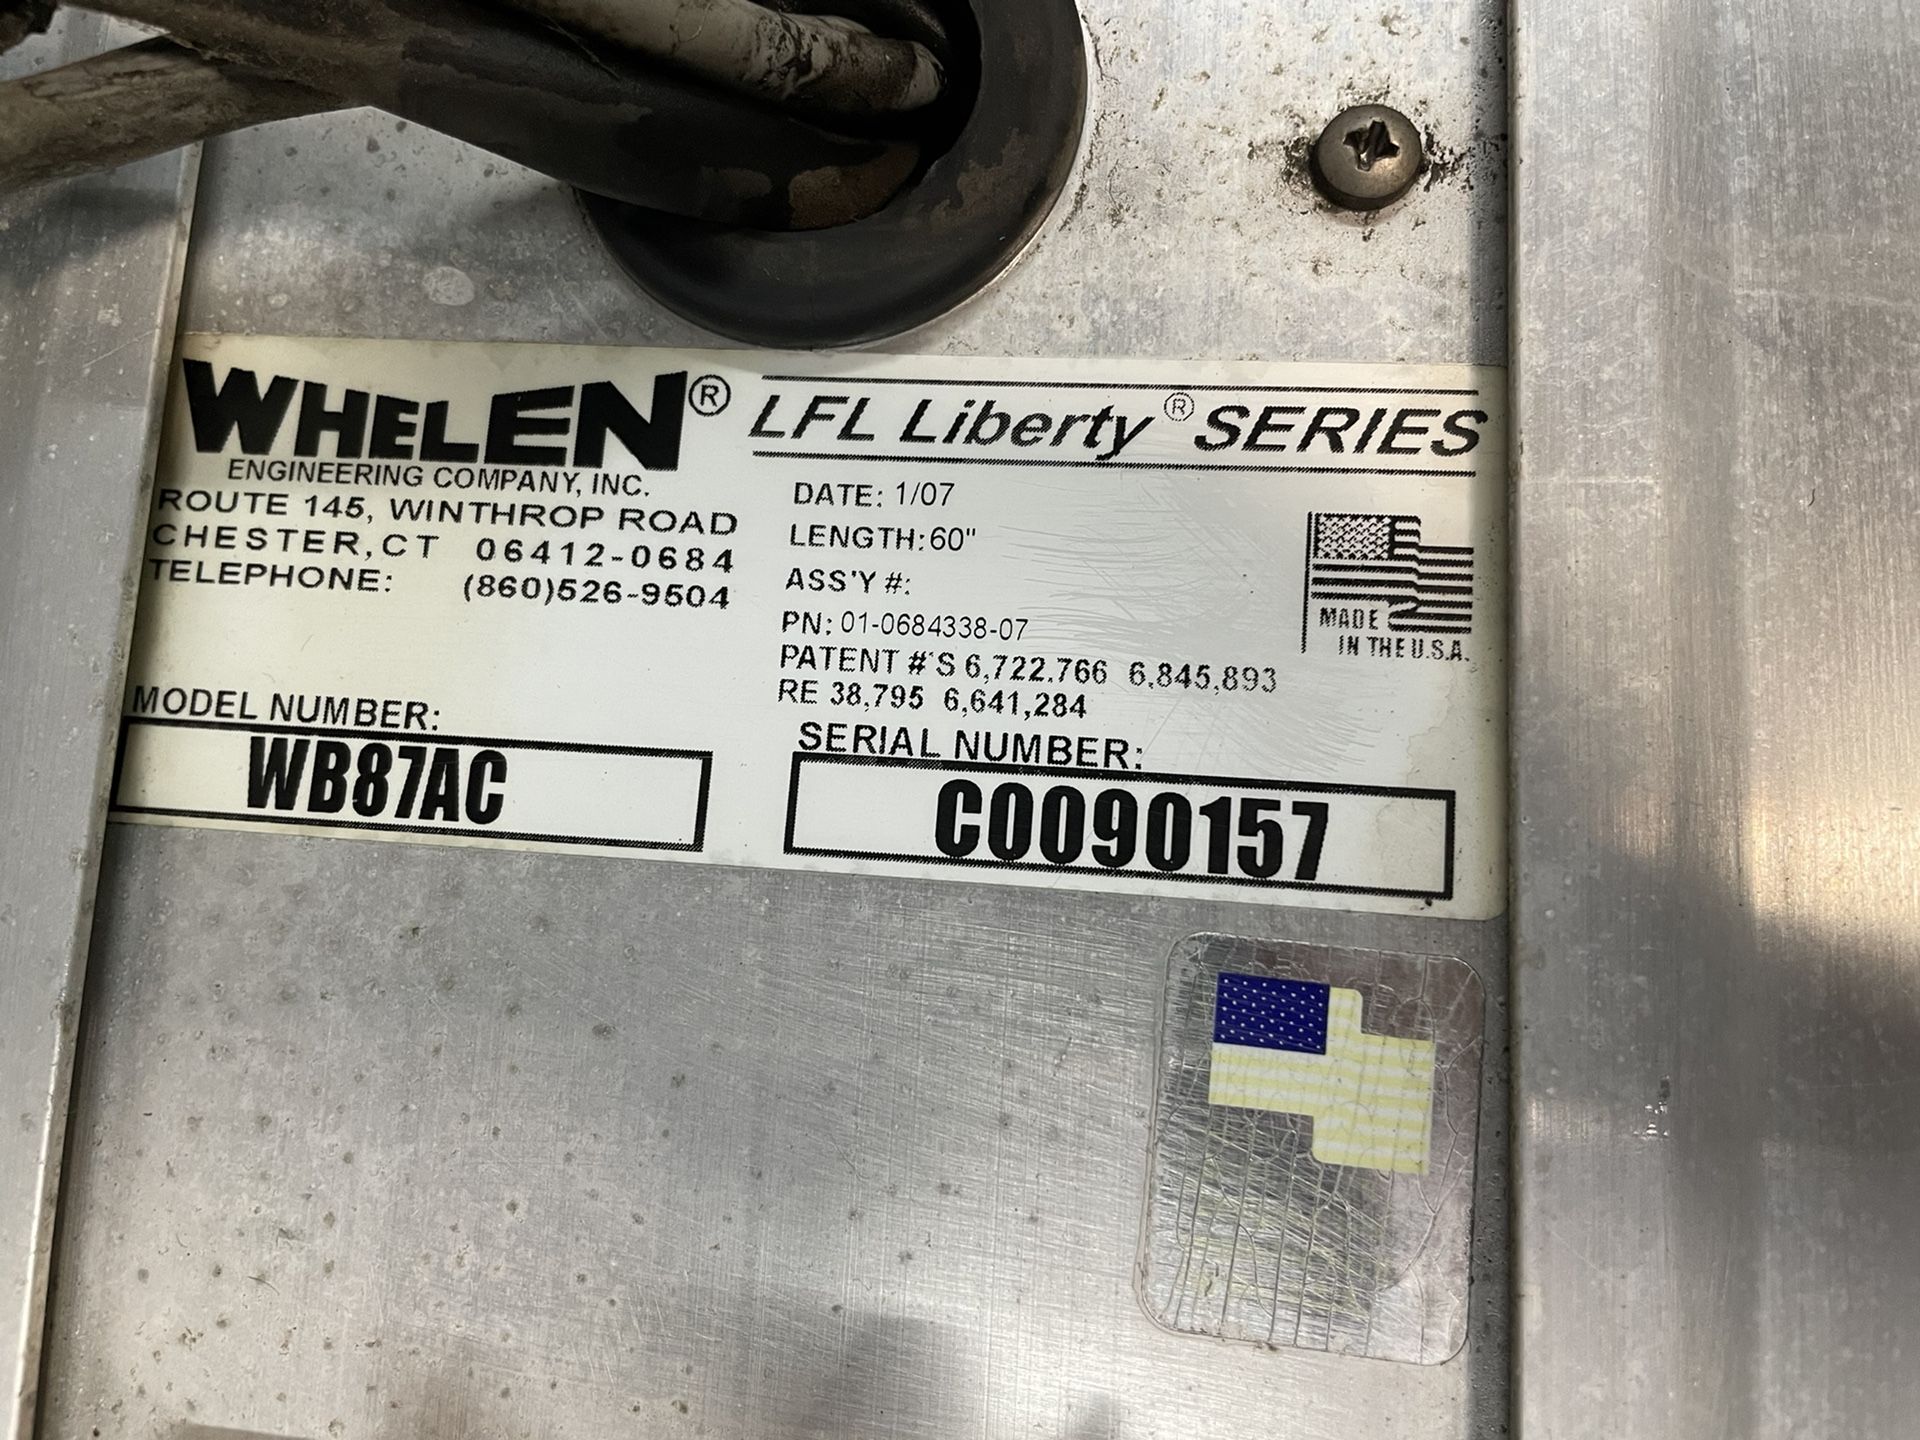 WHELEN®
ENGINEERING COMPANY, INC.
ROUTE 145, WINTHROP ROAD
CHESTER, CT 06412-0684
TELEPHONE: (860)526-9504
MODEL NUMBER:
WB87AC
LFL Liberty® SERIES
DATE: 1/07
LENGTH: 60"
ASS'Y #:
PN: 01-0684338-07
PATENT #'S 6,722,766 6,845,893
RE 38,795 6,641,284
MADE
IN THE U.S.A.
SERIAL NUMBER:
C0090157